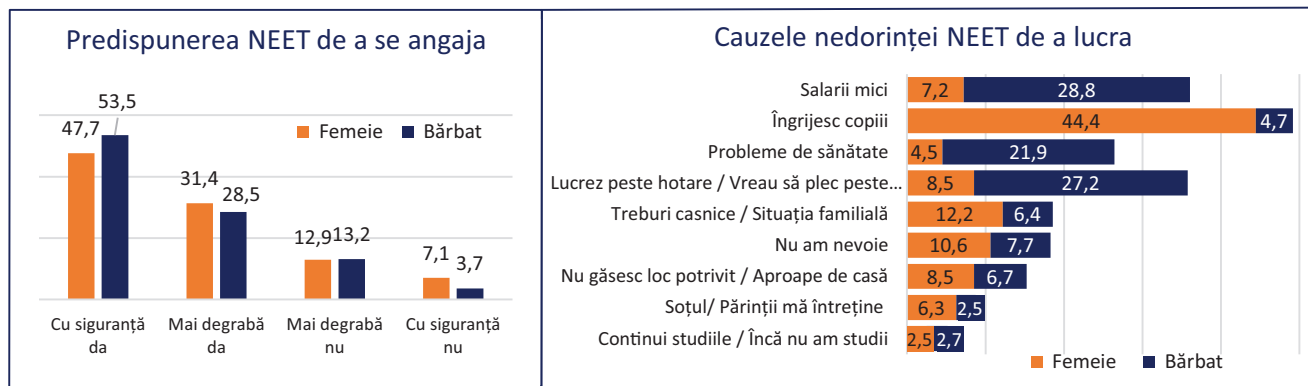 Predispunerea NEET de a se angaja
53,5
47,7
Femeie
Bărbat
31,4
28,5
12,9
13,2
7,1
3,7
Cu siguranță
da
Mai degrabă
da
Mai degrabă
nu
Cu siguranță
nu
Cauzele nedorinței NEET de a lucra
Salarii mici 7,2 28,8
Îngrijesc copiii 44,4 4,7
Probleme de sănătate 4,5 21,9
Lucrez peste hotare / Vreau să plec peste... 8,5 27,2
Treburi casnice / Situația familială 12,2 6,4
Nu am nevoie 10,6 7,7
Nu găsesc loc potrivit / Aproape de casă 8,5 6,7
Soțul/ Părinții mă întreține 6,3 2,5
Continui studiile / Încă nu am studii 2,5 2,7
Femeie
Bărbat